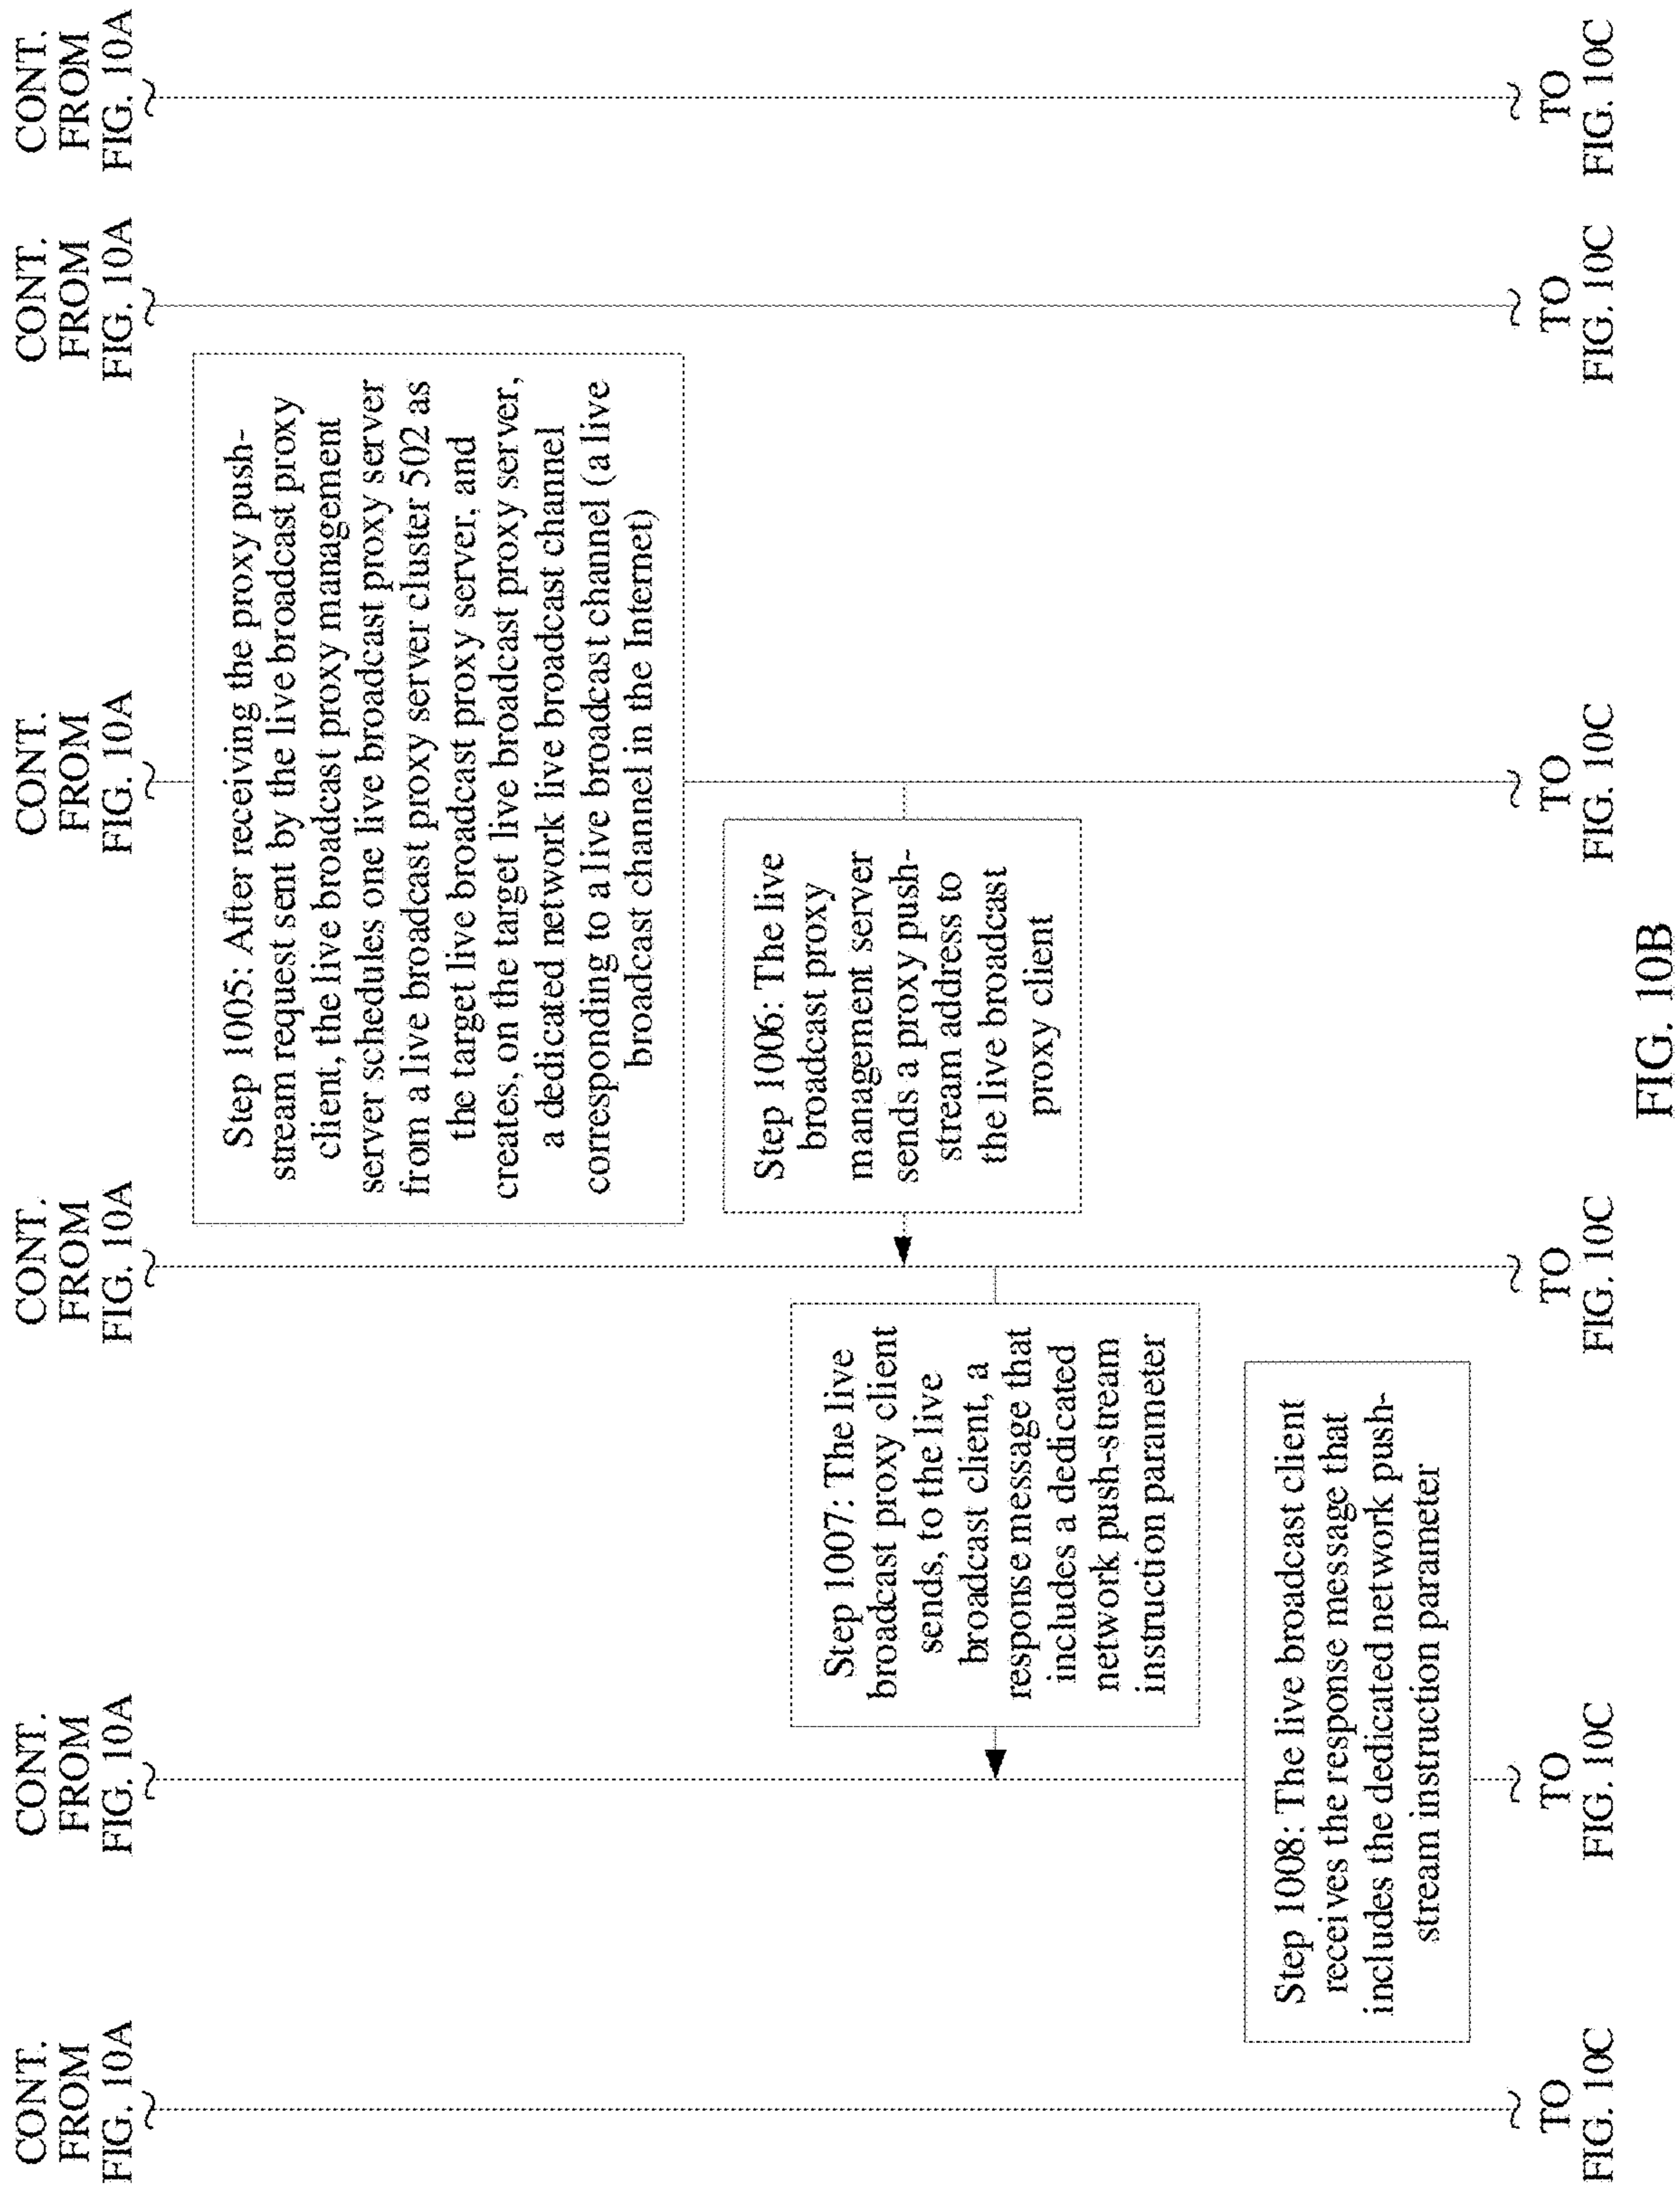 CONT.
FROM
FIG. 10A
CONT.
FROM
FIG. 10A
CONT.
FROM
FIG. 10A
CONT.
FROM
FIG. 10A
CONT.
FROM
FIG. 10A
CONT.
FROM
FIG. 10A
Step 1005: After receiving the proxy push-
stream request sent by the live broadcast proxy
client, the live broadcast proxy management
server schedules one live broadcast proxy server
from a live broadcast proxy server cluster 502 as
the target live broadcast proxy server, and
creates, on the target live broadcast proxy server,
a dedicated network live broadcast channel
corresponding to a live broadcast channel (a live
broadcast channel in the Internet)
Step 1006: The live
broadcast proxy
management server
sends a proxy push-
stream address to
the live broadcast
proxy client
Step 1007: The live
broadcast proxy client
sends, to the live
broadcast client, a
response message that
includes a dedicated
network push-stream
instruction parameter
Step 1008: The live broadcast client
receives the response message that
includes the dedicated network push-
stream instruction parameter
TO
FIG. 10C
TO
FIG. 10C
TO
FIG. 10C
TO
FIG. 10C
TO
FIG. 10C
TO
FIG. 10C
FIG. 10B